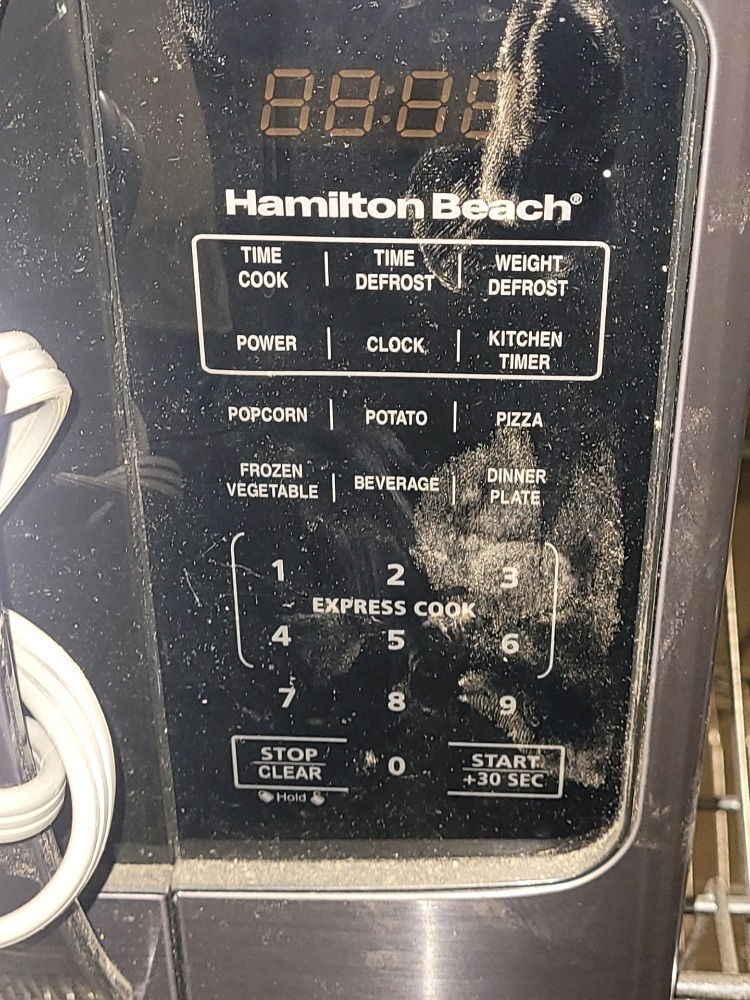 88:88
Hamilton Beach®
TIME COOK | TIME DEFROST | WEIGHT DEFROST
POWER | CLOCK | KITCHEN TIMER
POPCORN | POTATO | PIZZA
FROZEN VEGETABLE | BEVERAGE | DINNER PLATE
1 2 3
EXPRESS COOK
4 5 6
7 8 9
STOP CLEAR 0 START +30 SEC
Hold